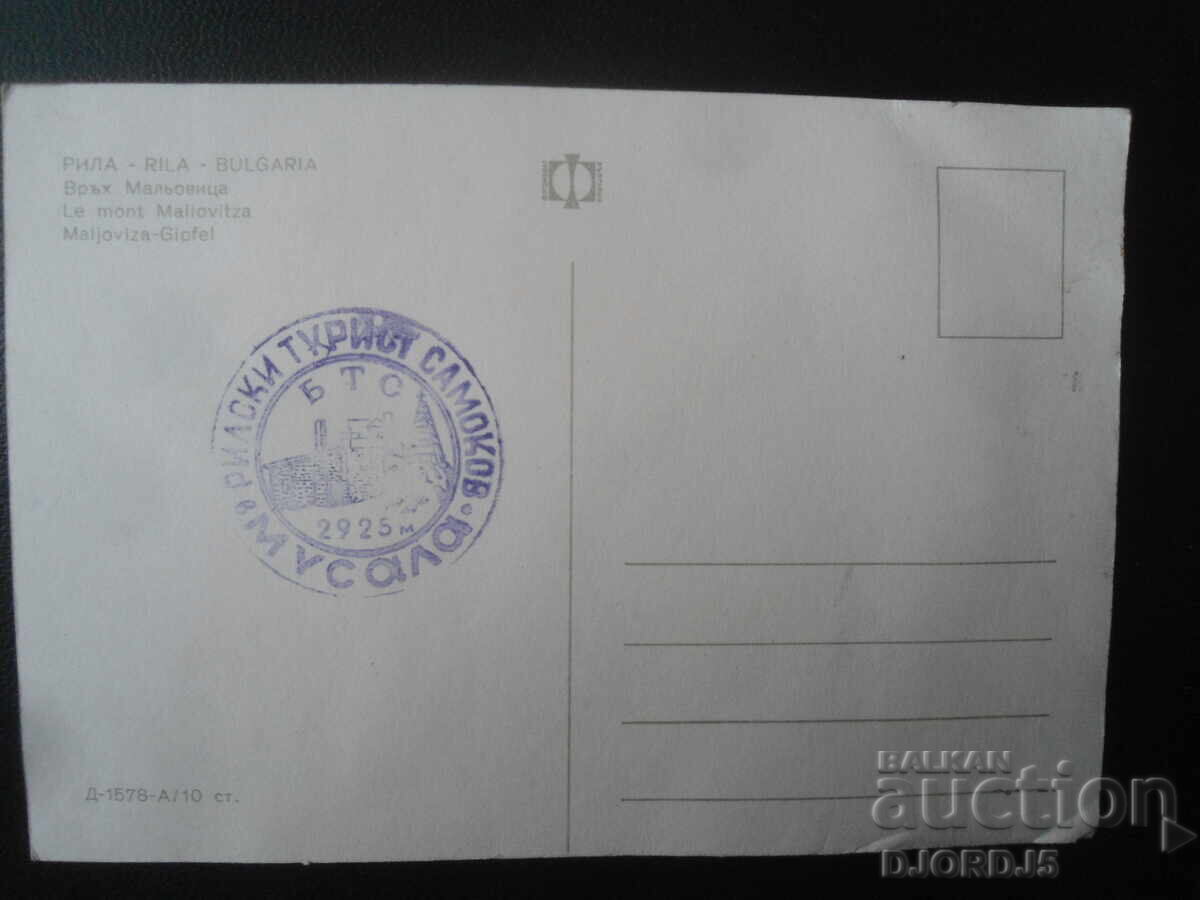 РИЛА - RILA - BULGARIA
Връх Мальовица
Le mont Maliovitza
Maljoviza-Gipfel
РИЛСКИ ТУРИСТ САМОКОВ
БТС
2925 м
в МУСАЛА
Д-1578-А/10 ст.
BALKAN
auction
DJORDJ5